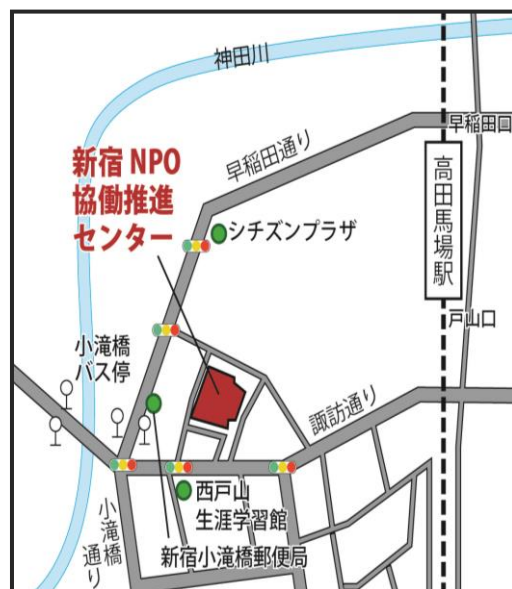 神田川
早稲田通り
早稲田口
新宿 NPO
協働推進
センター
シチズンプラザ
高田馬場駅
戸山口
小滝橋
バス停
諏訪通り
西戸山
生涯学習館
小滝橋
通り
新宿小滝橋郵便局